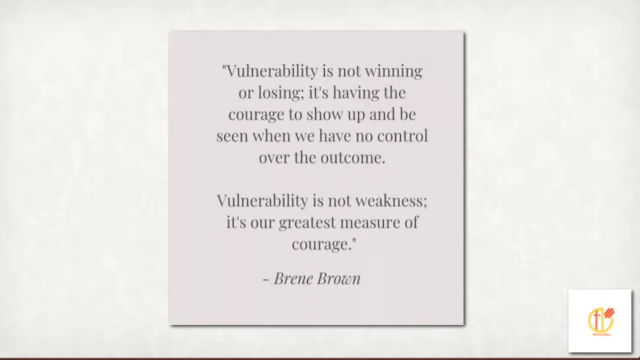 "Vulnerability is not winning
or losing; it's having the
courage to show up and be
seen when we have no control
over the outcome.
Vulnerability is not weakness;
it's our greatest measure of
courage."
- Brene Brown